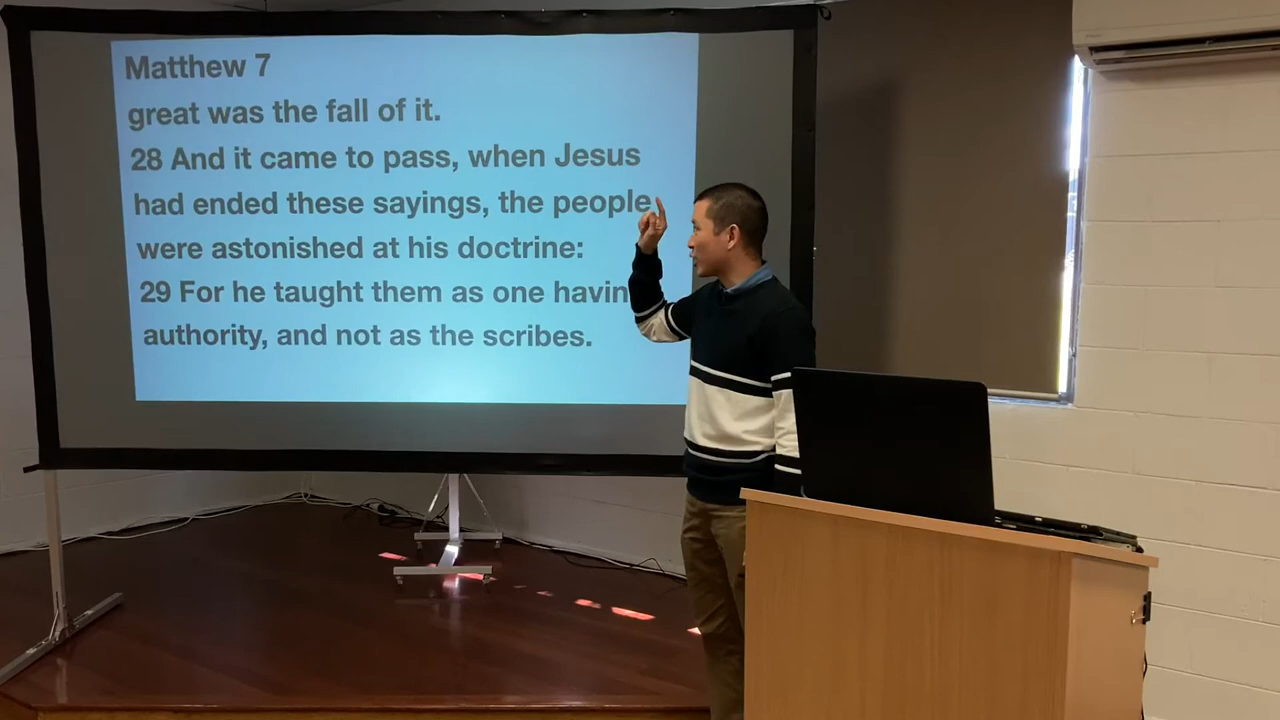 Matthew 7
great was the fall of it.
28 And it came to pass, when Jesus
had ended these sayings, the people
were astonished at his doctrine:
29 For he taught them as one havin
authority, and not as the scribes.